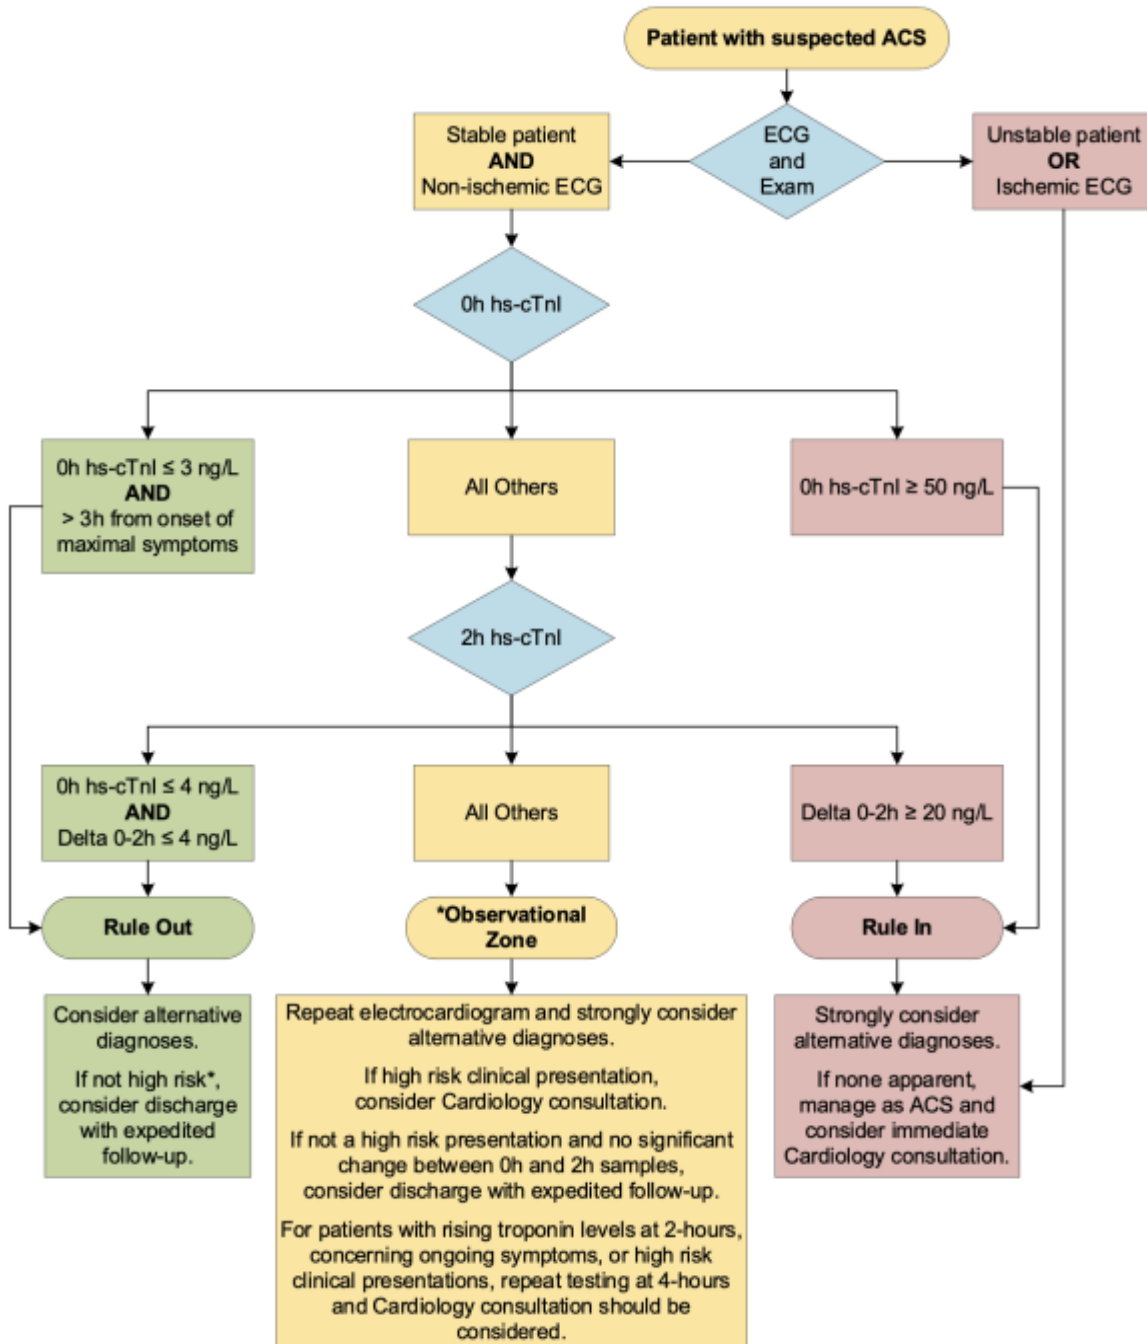 Patient with suspected ACS
Stable patient
AND
Non-ischemic ECG
ECG
and
Exam
Unstable patient
OR
Ischemic ECG
0h hs-cTnI
0h hs-cTnI ≤ 3 ng/L
AND
> 3h from onset of
maximal symptoms
All Others
0h hs-cTnI ≥ 50 ng/L
2h hs-cTnI
0h hs-cTnI ≤ 4 ng/L
AND
Delta 0-2h ≤ 4 ng/L
All Others
Delta 0-2h ≥ 20 ng/L
Rule Out
*Observational
Zone
Rule In
Consider alternative
diagnoses.
If not high risk*,
consider discharge
with expedited
follow-up.
Repeat electrocardiogram and strongly consider
alternative diagnoses.
If high risk clinical presentation,
consider Cardiology consultation.
If not a high risk presentation and no significant
change between 0h and 2h samples,
consider discharge with expedited follow-up.
For patients with rising troponin levels at 2-hours,
concerning ongoing symptoms, or high risk
clinical presentations, repeat testing at 4-hours
and Cardiology consultation should be
considered.
Strongly consider
alternative diagnoses.
If none apparent,
manage as ACS and
consider immediate
Cardiology consultation.